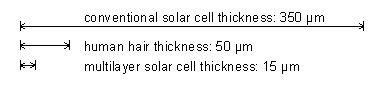 conventional solar cell thickness: 350 µm
human hair thickness: 50 µm
multilayer solar cell thickness: 15 µm